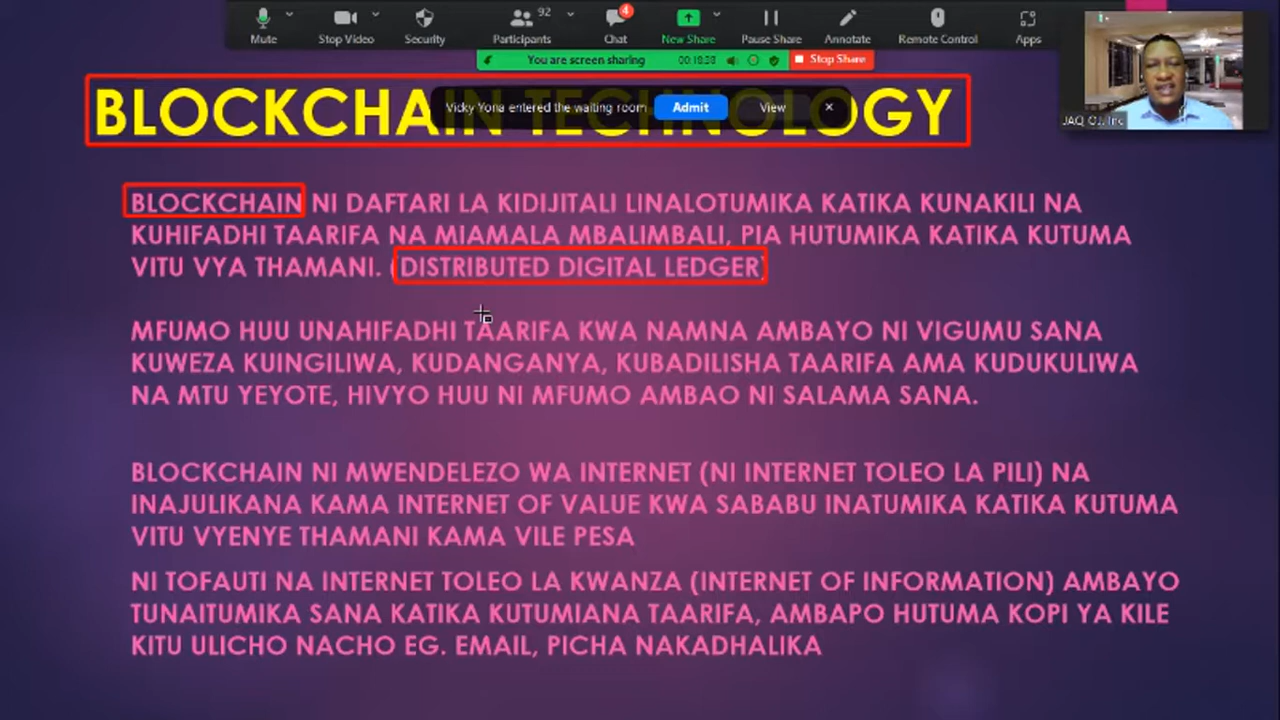 92
4
Mute
Stop Video
Security
Participants
Chat
New Share
Pause Share
Annotate
Remote Control
Apps
You are screen sharing
Stop Share
JAQ
Inc
BLOCKCHAIN TECHNOLOGY
Vicky Yona entered the waiting room
Admit
View
BLOCKCHAIN NI DAFTARI LA KIDIJITALI LINALOTUMIKA KATIKA KUNAKILI NA
KUHIFADHI TAARIFA NA MIAMALA MBALIMBALI, PIA HUTUMIKA KATIKA KUTUMA
VITU VYA THAMANI. (DISTRIBUTED DIGITAL LEDGER)
MFUMO HUU UNAHIFADHI TAARIFA KWA NAMNA AMBAYO NI VIGUMU SANA
KUWEZA KUINGILIWA, KUDANGANYA, KUBADILISHA TAARIFA AMA KUDUKULIWA
NA MTU YEYOTE, HIVYO HUU NI MFUMO AMBAO NI SALAMA SANA.
BLOCKCHAIN NI MWENDELEZO WA INTERNET (NI INTERNET TOLEO LA PILI) NA
INAJULIKANA KAMA INTERNET OF VALUE KWA SABABU INATUMIKA KATIKA KUTUMA
VITU VYENYE THAMANI KAMA VILE PESA
NI TOFAUTI NA INTERNET TOLEO LA KWANZA (INTERNET OF INFORMATION) AMBAYO
TUNAITUMIKA SANA KATIKA KUTUMIANA TAARIFA, AMBAPO HUTUMA KOPI YA KILE
KITU ULICHO NACHO EG. EMAIL, PICHA NAKADHALIKA